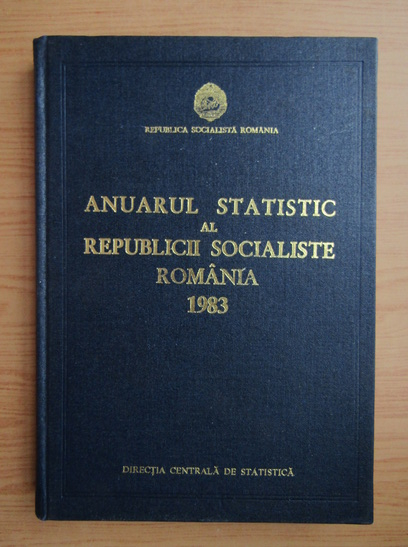 REPUBLICA SOCIALISTĂ ROMÂNIA
ANUARUL STATISTIC
AL
REPUBLICII SOCIALISTE
ROMÂNIA
1983
DIRECȚIA CENTRALĂ DE STATISTICĂ